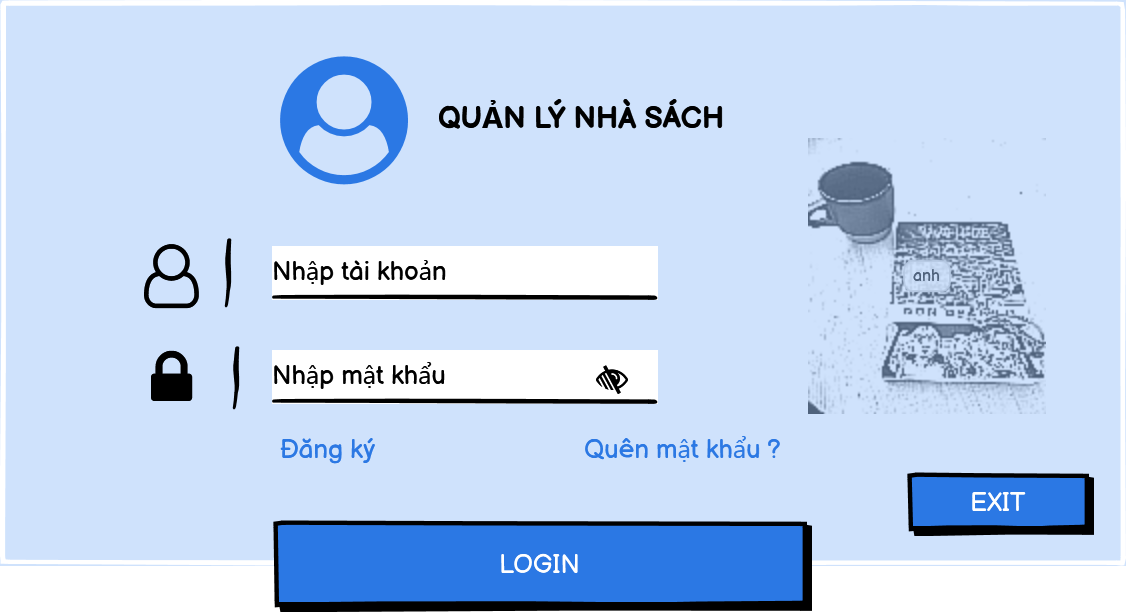 QUẢN LÝ NHÀ SÁCH
Nhập tài khoản
anh
Nhập mật khẩu
Đăng ký
Quên mật khẩu ?
EXIT
LOGIN